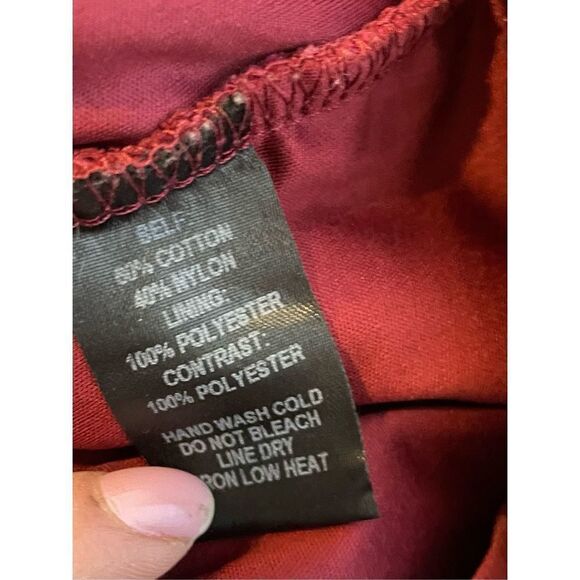 SELF
60% COTTON
40% NYLON
LINING:
100% POLYESTER
CONTRAST:
100% POLYESTER
HAND WASH COLD
DO NOT BLEACH
LINE DRY
RON LOW HEAT